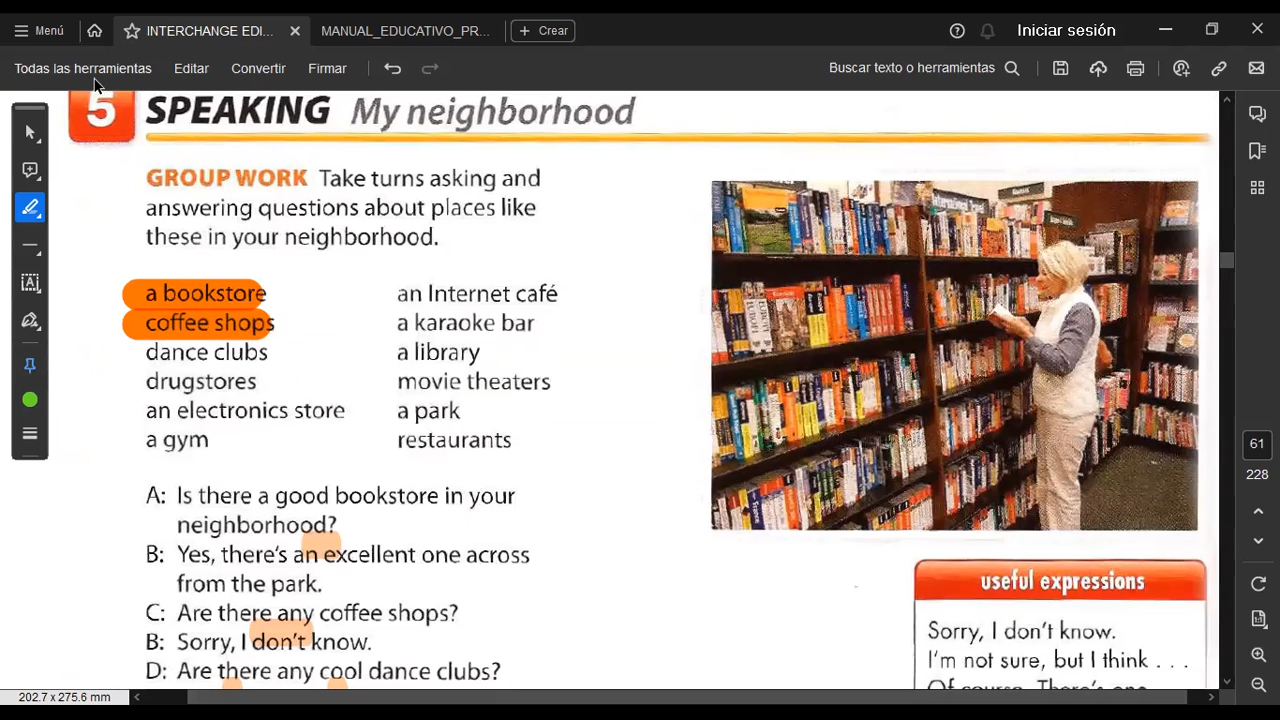 Menú
INTERCHANGE EDI...
MANUAL_EDUCATIVO_PR...
Crear
Iniciar sesión
Todas las herramientas
Editar
Convertir
Firmar
Buscar texto o herramientas
5 SPEAKING My neighborhood
GROUP WORK Take turns asking and
answering questions about places like
these in your neighborhood.
a bookstore
coffee shops
dance clubs
drugstores
an electronics store
a gym
an Internet café
a karaoke bar
a library
movie theaters
a park
restaurants
A: Is there a good bookstore in your
neighborhood?
B: Yes, there's an excellent one across
from the park.
C: Are there any coffee shops?
B: Sorry, I don't know.
D: Are there any cool dance clubs?
useful expressions
Sorry, I don't know.
I'm not sure, but I think . . .
Of course. There's one
61
228
202.7 x 275.6 mm